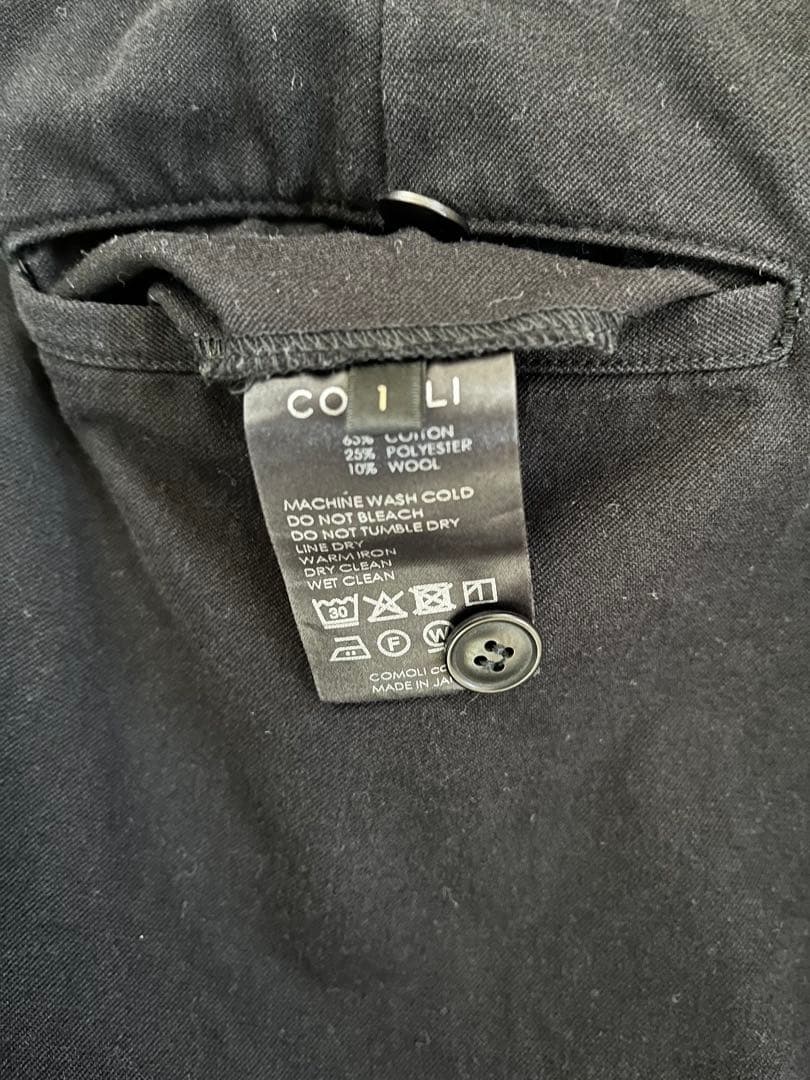 CO 1 LI
COTTON
25% POLYESTER
10% WOOL
MACHINE WASH COLD
DO NOT BLEACH
DO NOT TUMBLE DRY
LINE DRY
WARM IRON
DRY CLEAN
WET CLEAN
30
F W
COMOLI
MADE IN